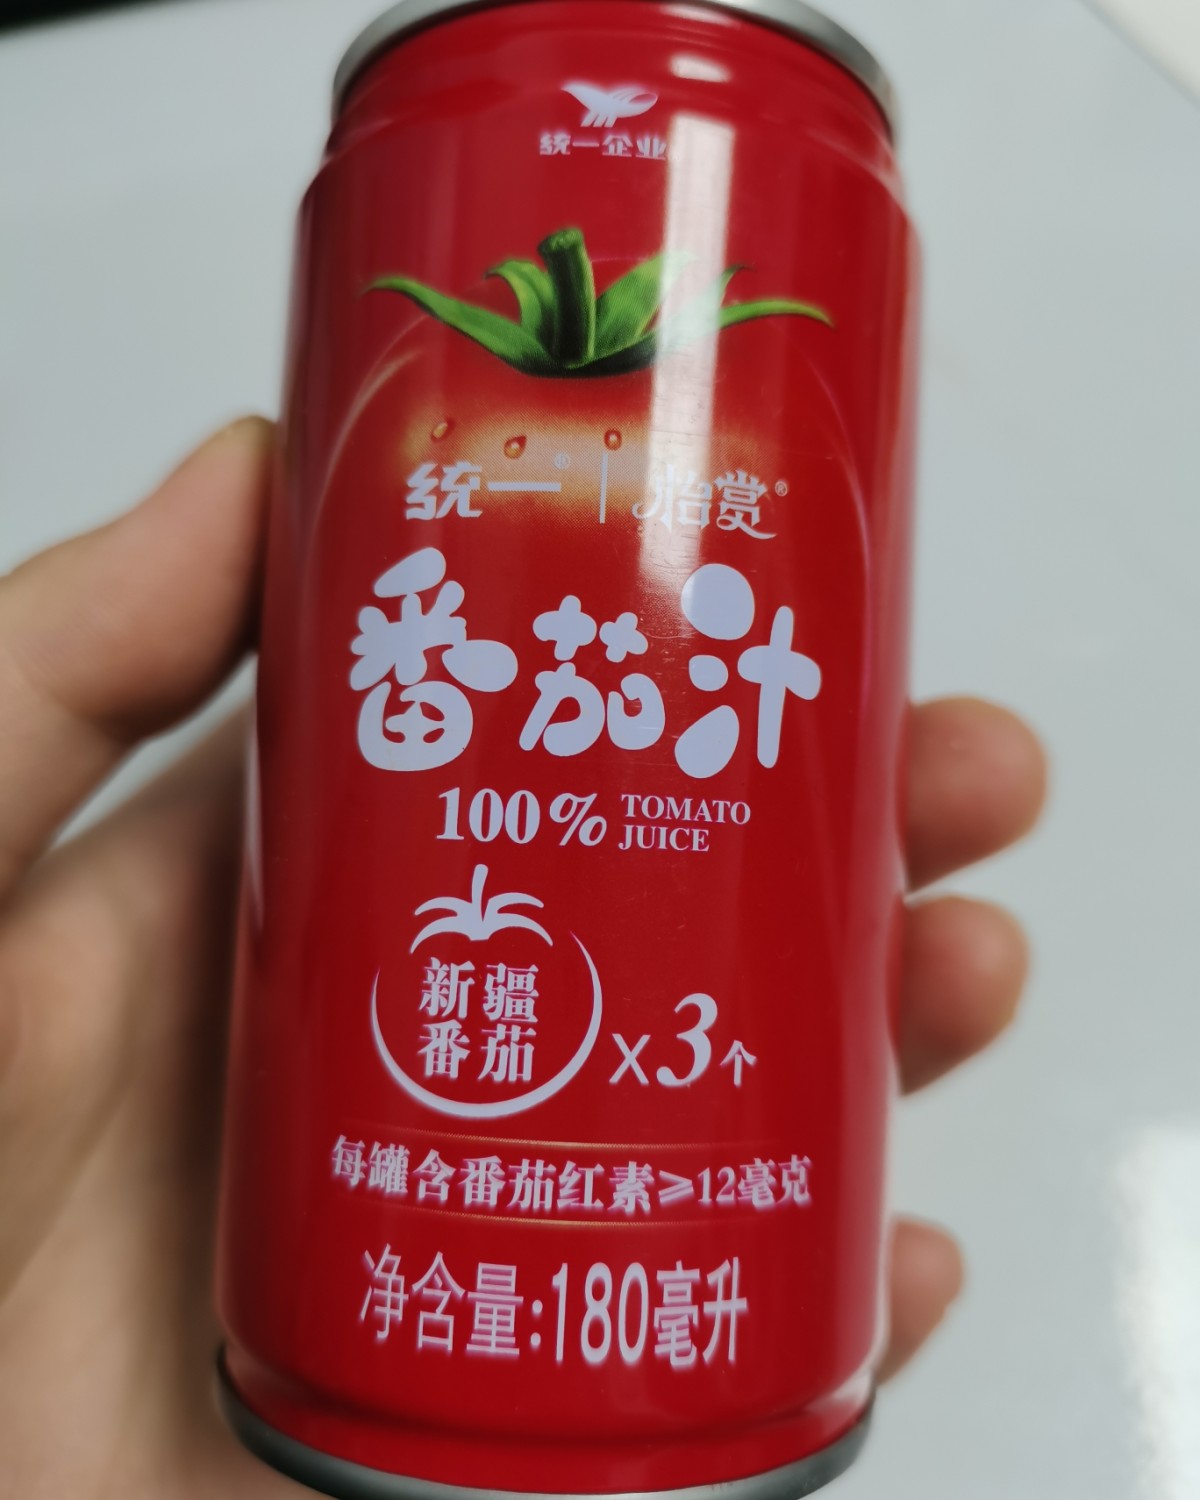 统一企业
统一® | 怡赏®
番茄汁
100% TOMATO
JUICE
新疆
番茄
x3个
每罐含番茄红素≥12毫克
净含量:180毫升